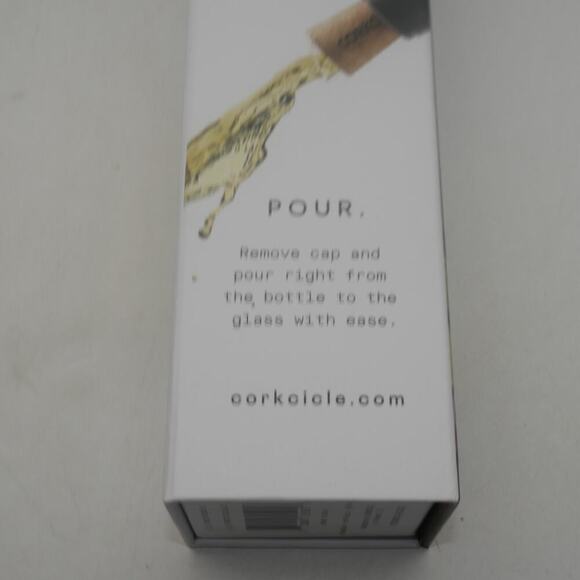 POUR.
Remove cap and
pour right from
the bottle to the
glass with ease.
corkcicle.com